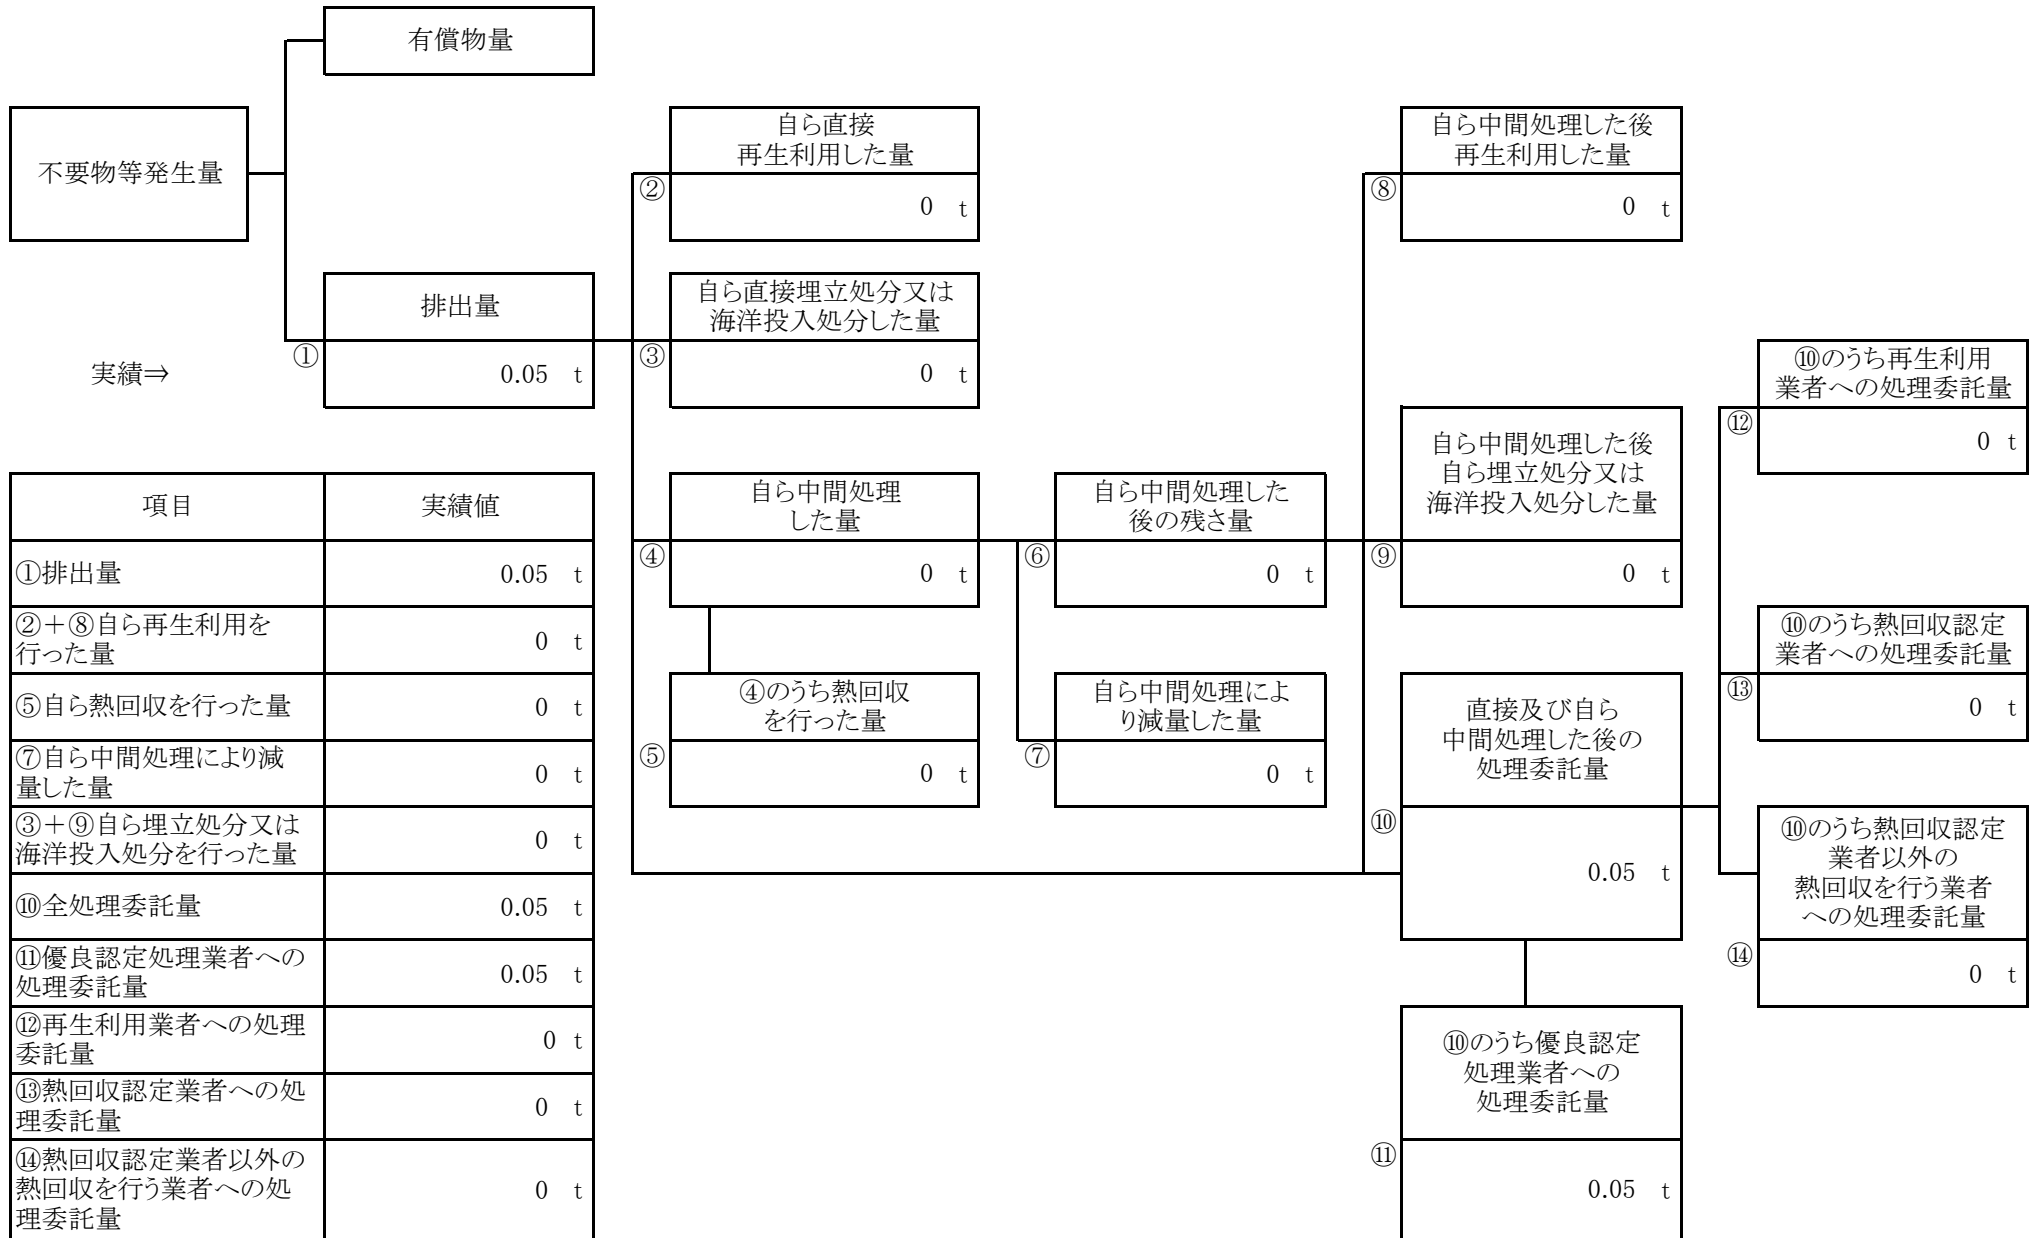 有償物量
不要物等発生量
自ら直接
再生利用した量
②
0 t
自ら中間処理した後
再生利用した量
⑧
0 t
排出量
①
0.05 t
実績⇒
自ら直接埋立処分又は
海洋投入処分した量
③
0 t
⑩のうち再生利用
業者への処理委託量
⑫
0 t
自ら中間処理
した量
④
0 t
自ら中間処理した
後の残さ量
⑥
0 t
自ら中間処理した後
自ら埋立処分又は
海洋投入処分した量
⑨
0 t
⑩のうち熱回収認定
業者への処理委託量
⑬
0 t
④のうち熱回収
を行った量
⑤
0 t
自ら中間処理によ
り減量した量
⑦
0 t
直接及び自ら
中間処理した後の
処理委託量
⑩
0.05 t
⑩のうち熱回収認定
業者以外の
熱回収を行う業者
への処理委託量
⑭
0 t
⑩のうち優良認定
処理業者への
処理委託量
⑪
0.05 t
項目 実績値
①排出量 0.05 t
②＋⑧自ら再生利用を
行った量 0 t
⑤自ら熱回収を行った量 0 t
⑦自ら中間処理により減
量した量 0 t
③＋⑨自ら埋立処分又は
海洋投入処分を行った量 0 t
⑩全処理委託量 0.05 t
⑪優良認定処理業者への
処理委託量 0.05 t
⑫再生利用業者への処理
委託量 0 t
⑬熱回収認定業者への処
理委託量 0 t
⑭熱回収認定業者以外の
熱回収を行う業者への処
理委託量 0 t